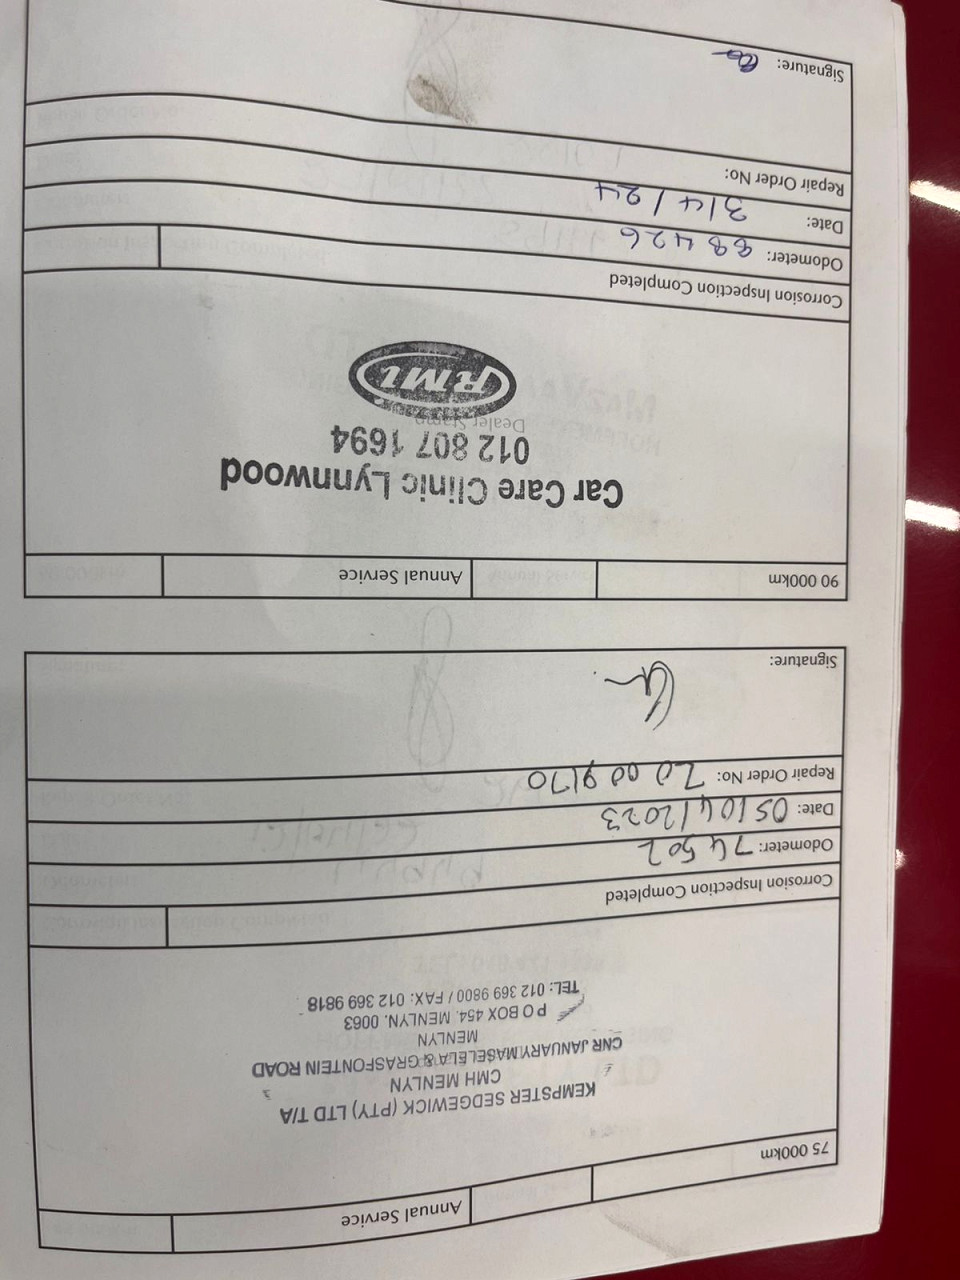 Annual Service
75 000km
KEMPSTER SEDGEWICK (PTY) LTD T/A
CMH MENLYN
CNR JANUARY MASELELA & GRASFONTEIN ROAD
MENLYN
P O BOX 454, MENLYN, 0063
TEL: 012 369 9800 / FAX: 012 369 9818
Corrosion Inspection Completed
Odometer: 74502
Date: 05/04/2023
Repair Order No: 20009170
Signature:
90 000km Annual Service
Car Care Clinic Lynnwood
012 807 1694
Dealer Stamp
RMI
Corrosion Inspection Completed
Odometer: 88426
Date: 3/4/24
Repair Order No:
Signature: